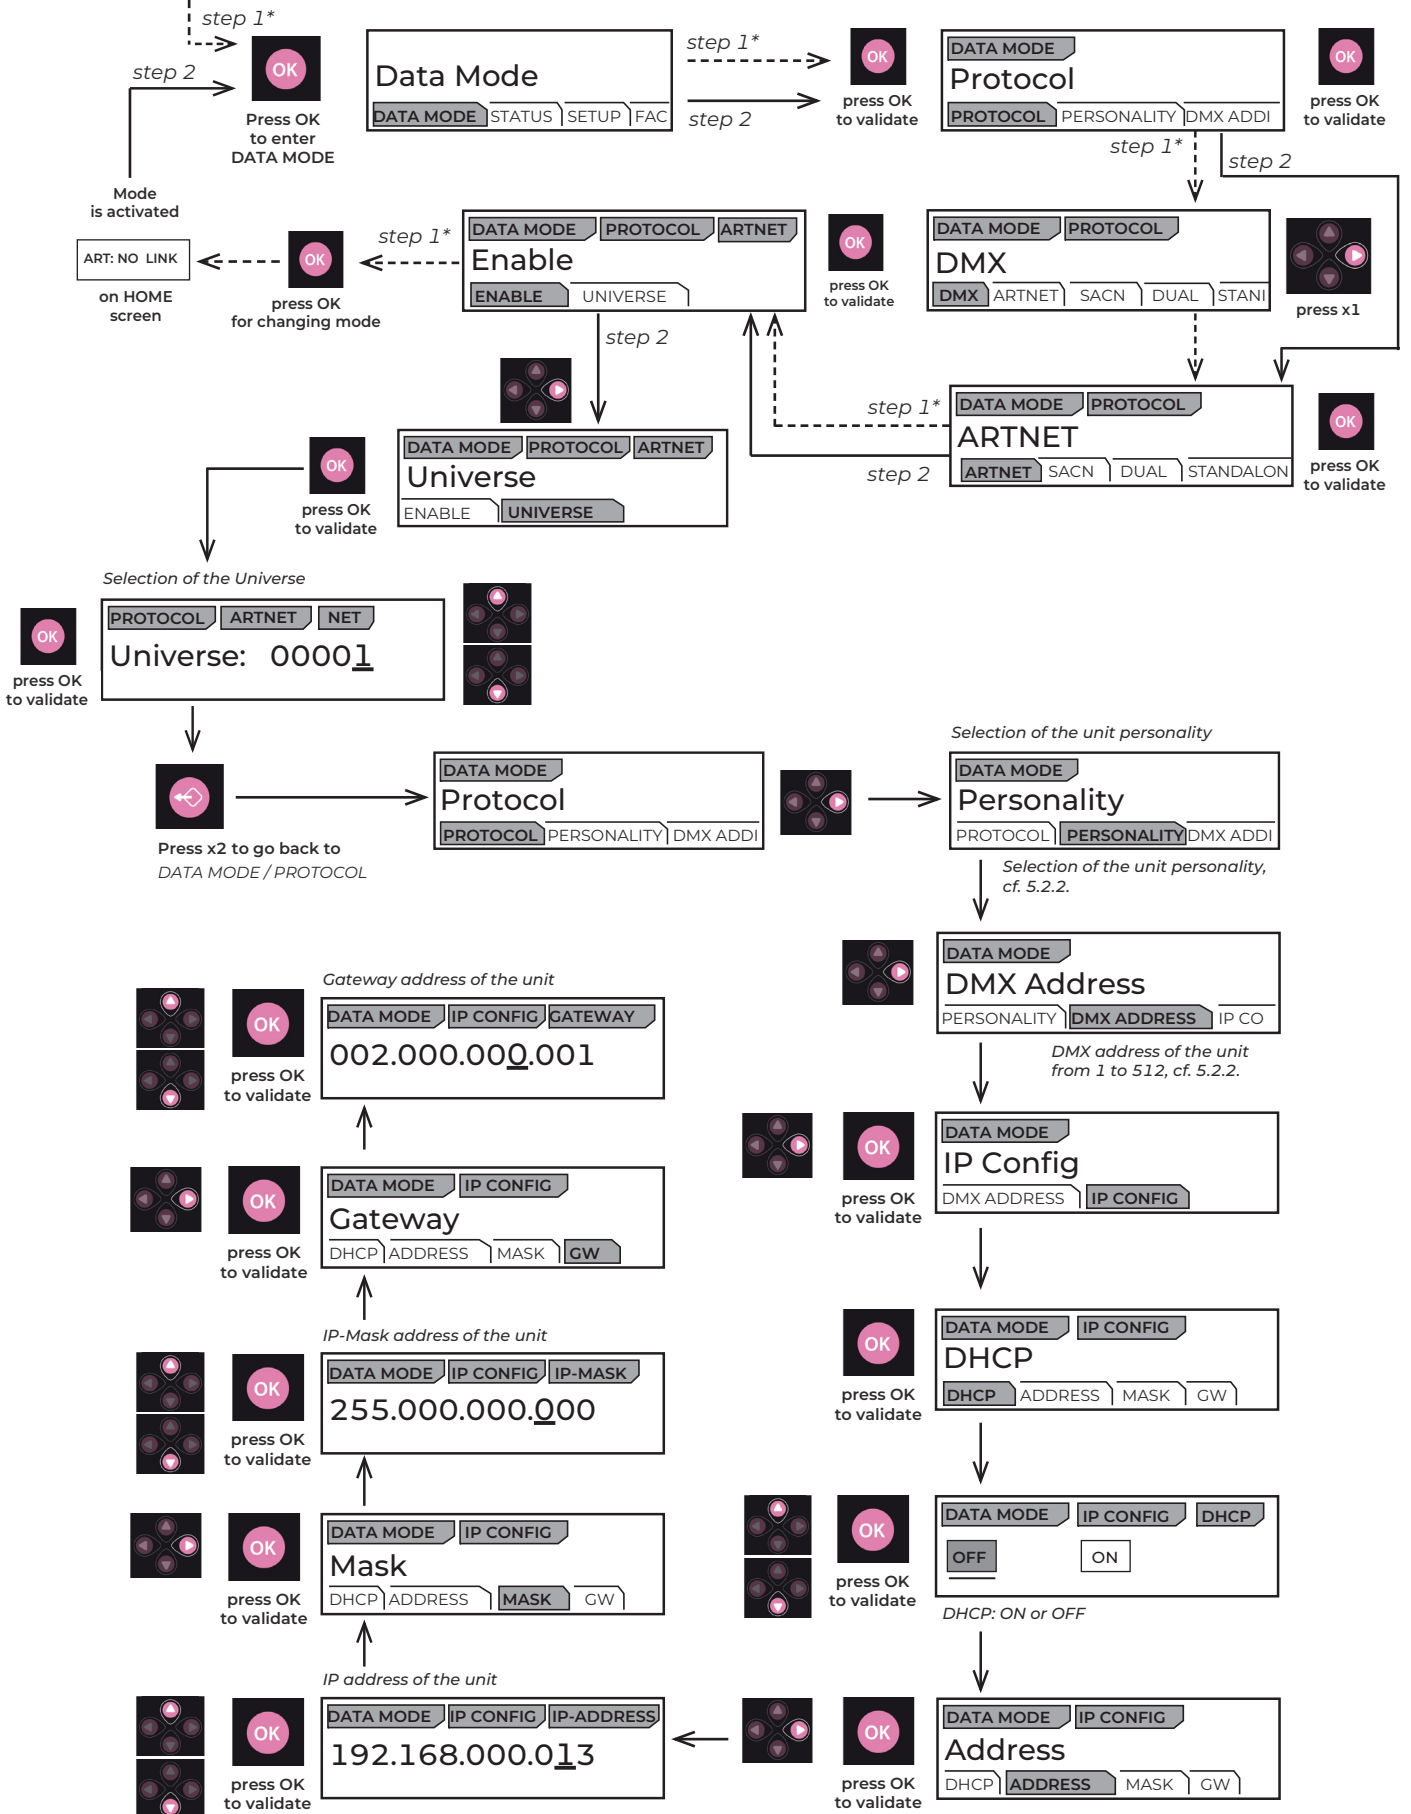 step 1*
step 2
OK
Press OK
to enter
DATA MODE
Data Mode
DATA MODE STATUS SETUP FAC
step 1*
step 2
OK
press OK
to validate
DATA MODE
Protocol
PROTOCOL PERSONALITY DMX ADDI
OK
press OK
to validate
step 1*
step 2
Mode
is activated
ART: NO LINK
on HOME
screen
OK
press OK
for changing mode
step 1*
DATA MODE PROTOCOL ARTNET
Enable
ENABLE UNIVERSE
OK
press OK
to validate
DATA MODE PROTOCOL
DMX
DMX ARTNET SACN DUAL STANI
press x1
step 2
step 1*
step 2
DATA MODE PROTOCOL
ARTNET
ARTNET SACN DUAL STANDALON
OK
press OK
to validate
OK
press OK
to validate
DATA MODE PROTOCOL ARTNET
Universe
ENABLE UNIVERSE
Selection of the Universe
OK
press OK
to validate
PROTOCOL ARTNET NET
Universe: 00001
Press x2 to go back to
DATA MODE / PROTOCOL
DATA MODE
Protocol
PROTOCOL PERSONALITY DMX ADDI
Selection of the unit personality
DATA MODE
Personality
PROTOCOL PERSONALITY DMX ADDI
Selection of the unit personality,
cf. 5.2.2.
DATA MODE
DMX Address
PERSONALITY DMX ADDRESS IP CO
DMX address of the unit
from 1 to 512, cf. 5.2.2.
OK
press OK
to validate
DATA MODE
IP Config
DMX ADDRESS IP CONFIG
OK
press OK
to validate
DATA MODE IP CONFIG
DHCP
DHCP ADDRESS MASK GW
OK
press OK
to validate
DATA MODE IP CONFIG DHCP
OFF ON
DHCP: ON or OFF
OK
press OK
to validate
DATA MODE IP CONFIG
Address
DHCP ADDRESS MASK GW
IP address of the unit
OK
press OK
to validate
DATA MODE IP CONFIG IP-ADDRESS
192.168.000.013
OK
press OK
to validate
DATA MODE IP CONFIG
Mask
DHCP ADDRESS MASK GW
IP-Mask address of the unit
OK
press OK
to validate
DATA MODE IP CONFIG IP-MASK
255.000.000.000
OK
press OK
to validate
DATA MODE IP CONFIG
Gateway
DHCP ADDRESS MASK GW
Gateway address of the unit
OK
press OK
to validate
DATA MODE IP CONFIG GATEWAY
002.000.000.001